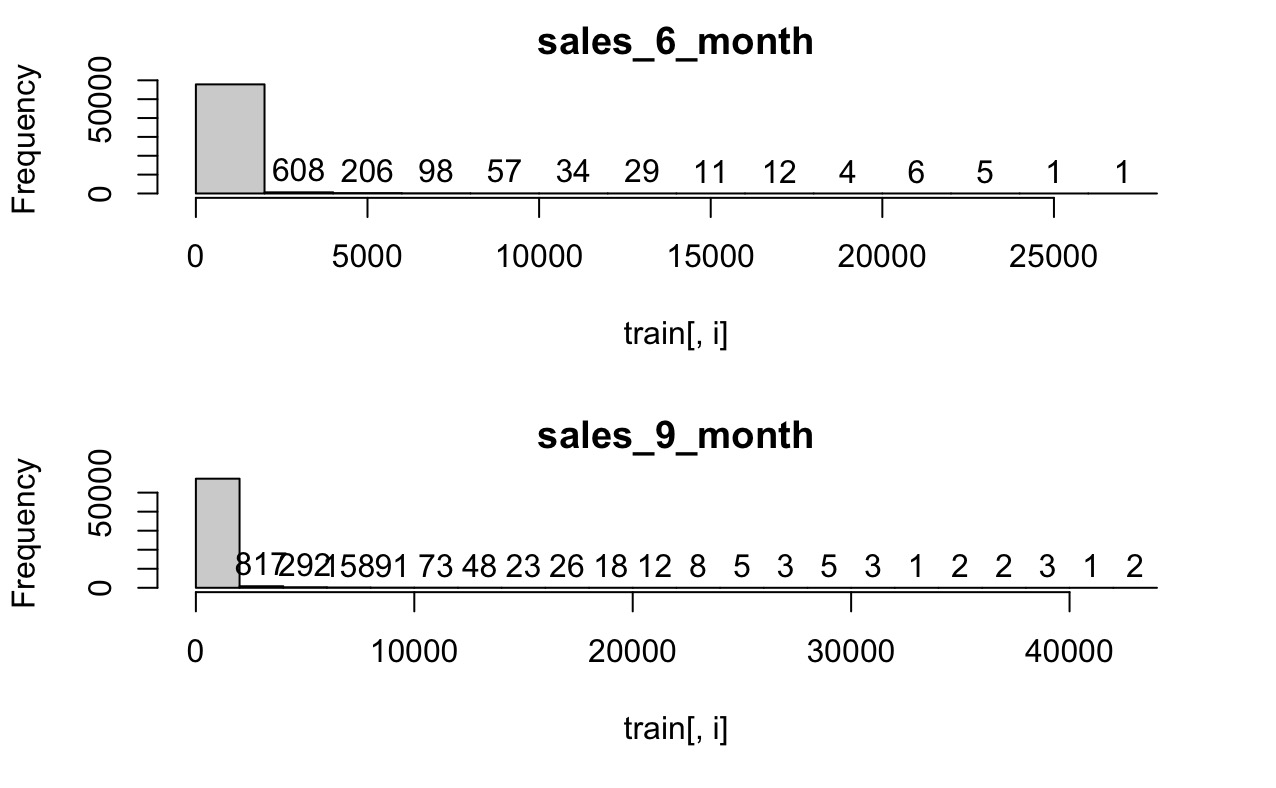 sales_6_month
Frequency
50000
0
608 206 98 57 34 29 11 12 4 6 5 1 1
0 5000 10000 15000 20000 25000
train[, i]
sales_9_month
Frequency
50000
0
817 292 158 91 73 48 23 26 18 12 8 5 3 5 3 1 2 2 3 1 2
0 10000 20000 30000 40000
train[, i]